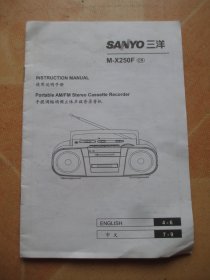 SANYO 三洋
M-X250F
INSTRUCTION MANUAL
使用说明手册
Portable AM/FM Stereo Cassette Recorder
手提调幅调频立体声收音录音机
ENGLISH 4 - 6
中文 7 - 9